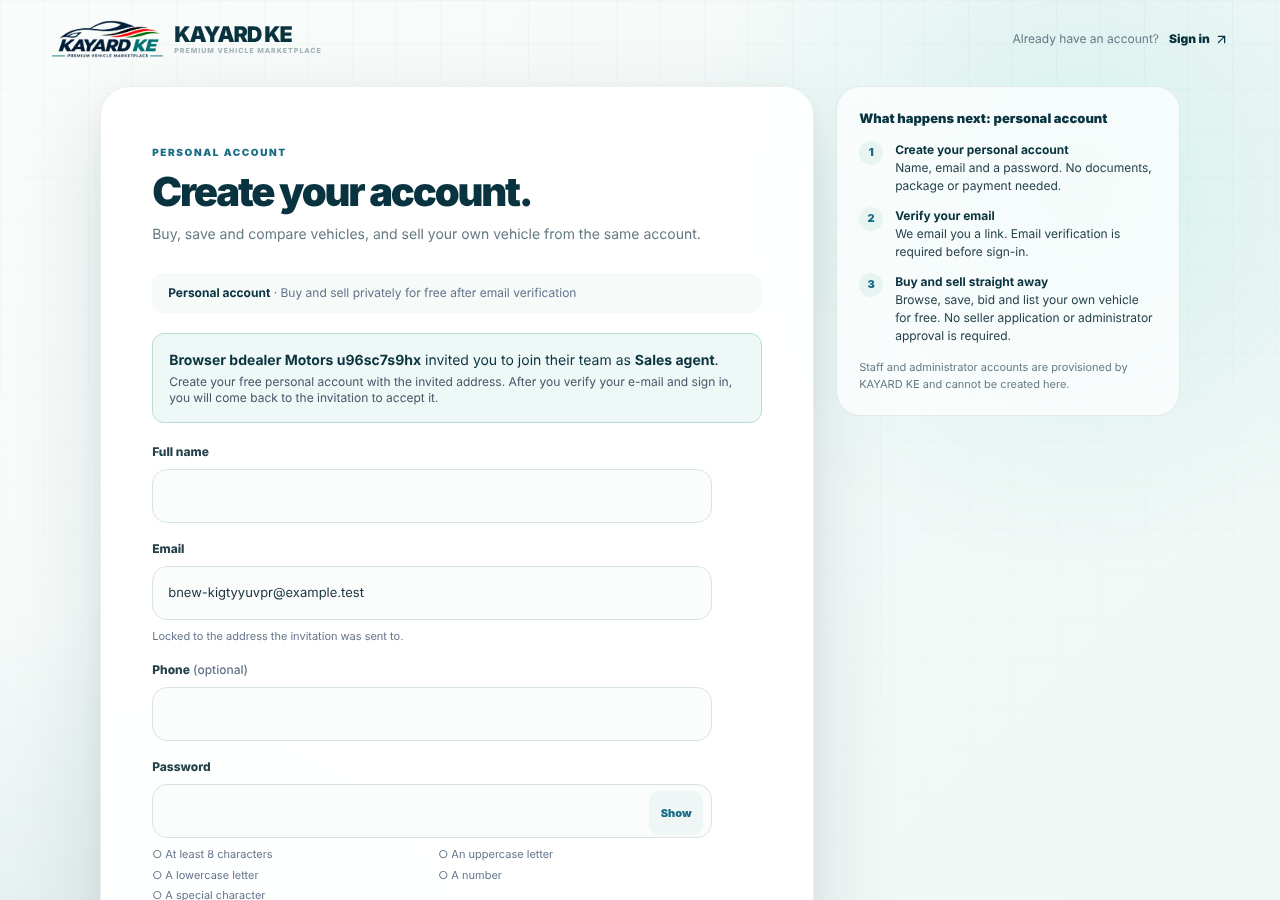 KAYARD KE
PREMIUM VEHICLE MARKETPLACE
KAYARD KE
PREMIUM VEHICLE MARKETPLACE
Already have an account? Sign in
PERSONAL ACCOUNT
Create your account.
Buy, save and compare vehicles, and sell your own vehicle from the same account.
Personal account · Buy and sell privately for free after email verification
Browser bdealer Motors u96sc7s9hx invited you to join their team as Sales agent.
Create your free personal account with the invited address. After you verify your e-mail and sign in,
you will come back to the invitation to accept it.
Full name
Email
bnew-kigtyyuvpr@example.test
Locked to the address the invitation was sent to.
Phone (optional)
Password
Show
At least 8 characters
An uppercase letter
A lowercase letter
A number
A special character
What happens next: personal account
1
Create your personal account
Name, email and a password. No documents,
package or payment needed.
2
Verify your email
We email you a link. Email verification is
required before sign-in.
3
Buy and sell straight away
Browse, save, bid and list your own vehicle
for free. No seller application or administrator
approval is required.
Staff and administrator accounts are provisioned by
KAYARD KE and cannot be created here.